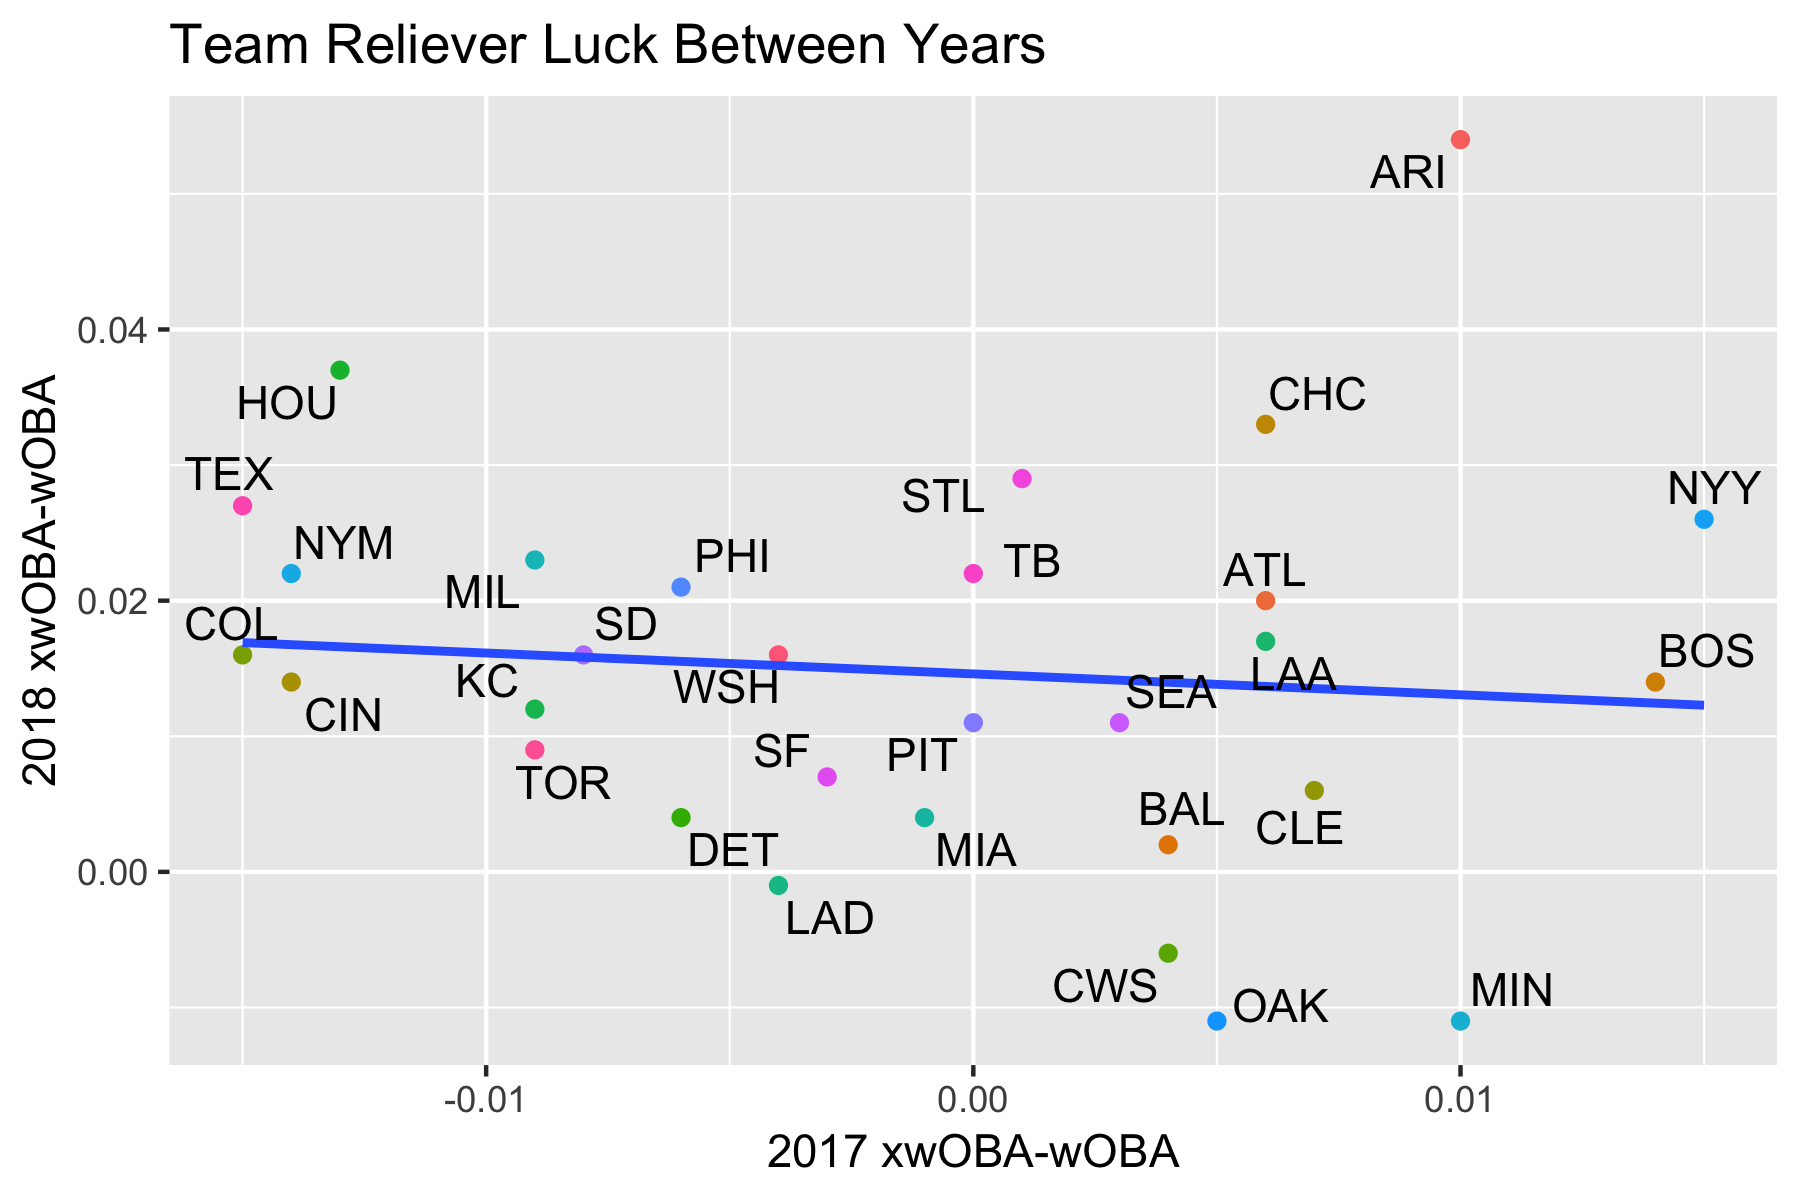 Team Reliever Luck Between Years
ARI
0.04
HOU
CHC
TEX
STL
NYY
NYM
PHI
TB
ATL
MIL
0.02
COL
SD
BOS
KC
WSH
SEA
LAA
CIN
SF
PIT
TOR
BAL
CLE
DET
MIA
0.00
LAD
CWS
OAK
MIN
-0.01
0.00
0.01
2017 xwOBA-wOBA
2018 xwOBA-wOBA